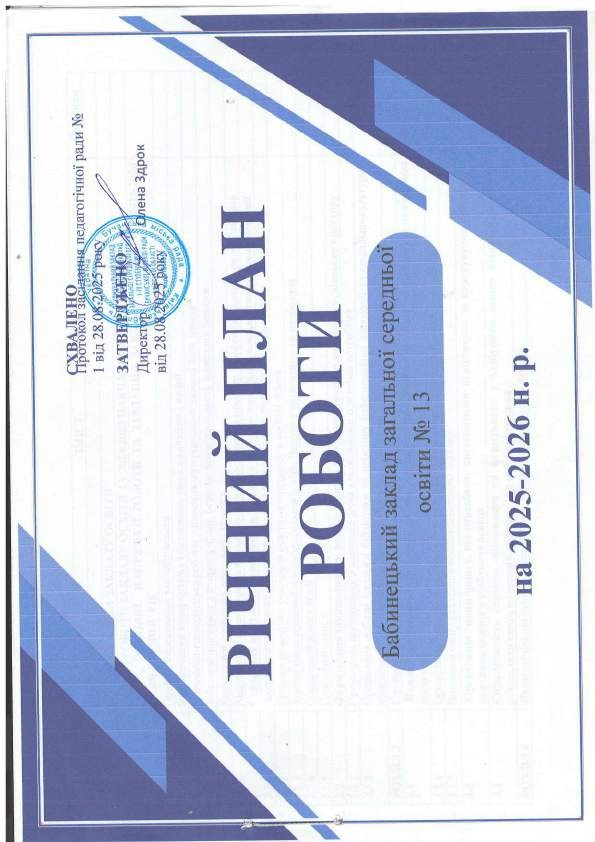 СХВАЛЕНО
Протокол засідання педагогічної ради №
1 від 28.08.2025 року
ЗАТВЕРДЖЕНО
Директор Олена Здрок
від 28.08.2025 року
РІЧНИЙ ПЛАН
РОБОТИ
Бабинецький заклад загальної середньої
освіти № 13
на 2025-2026 н. р.